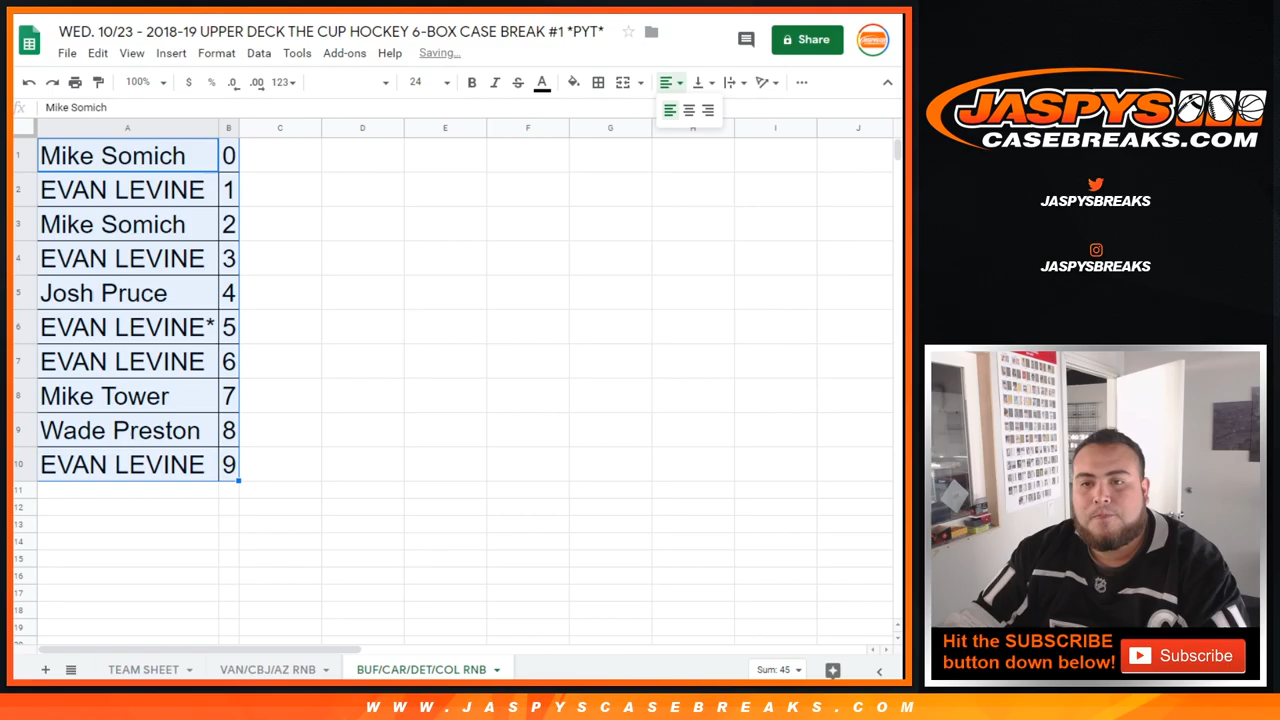 WED. 10/23 - 2018-19 UPPER DECK THE CUP HOCKEY 6-BOX CASE BREAK #1 *PYT*
Share
File Edit View Insert Format Data Tools Add-ons Help Saving...
100% $ % .0 .00 123 24 B I S A
fx Mike Somich
A B C D E F G H I J
1 Mike Somich 0
2 EVAN LEVINE 1
3 Mike Somich 2
4 EVAN LEVINE 3
5 Josh Pruce 4
6 EVAN LEVINE* 5
7 EVAN LEVINE 6
8 Mike Tower 7
9 Wade Preston 8
10 EVAN LEVINE 9
11
12
13
14
15
16
17
18
19
TEAM SHEET VAN/CBJ/AZ RNB BUF/CAR/DET/COL RNB Sum: 45
JASPYS
CASEBREAKS.COM
JASPYSBREAKS
JASPYSBREAKS
Hit the SUBSCRIBE
button down below!
Subscribe
WWW.JASPYSCASEBREAKS.COM